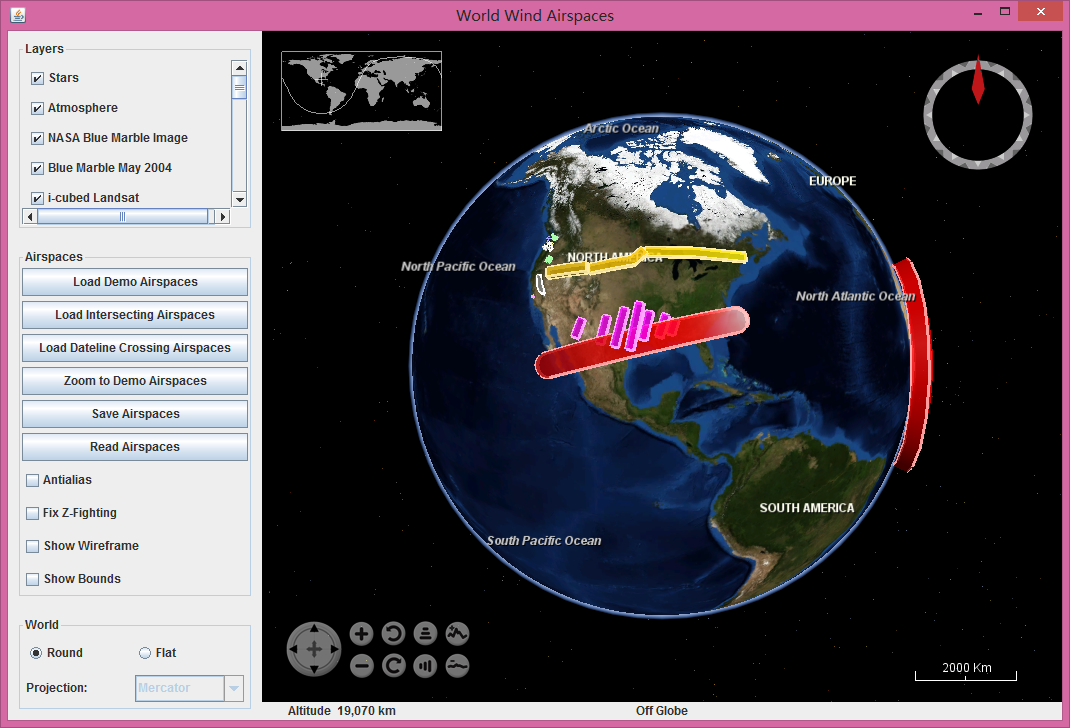 World Wind Airspaces
Layers
Stars
Atmosphere
NASA Blue Marble Image
Blue Marble May 2004
i-cubed Landsat
Airspaces
Load Demo Airspaces
Load Intersecting Airspaces
Load Dateline Crossing Airspaces
Zoom to Demo Airspaces
Save Airspaces
Read Airspaces
Antialias
Fix Z-Fighting
Show Wireframe
Show Bounds
World
Round
Flat
Projection:
Mercator
Arctic Ocean
EUROPE
NORTH AMERICA
North Pacific Ocean
North Atlantic Ocean
SOUTH AMERICA
South Pacific Ocean
2000 Km
Altitude 19,070 km
Off Globe